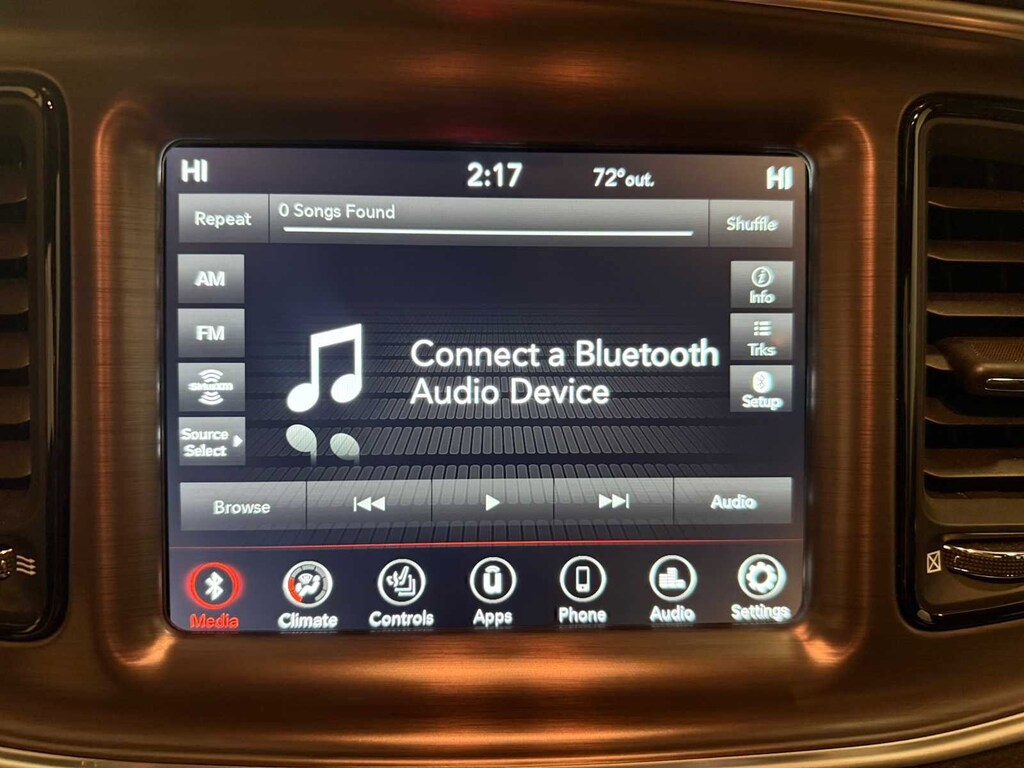 HI 2:17 72°out. HI
Repeat 0 Songs Found Shuffle
AM
FM
SiriusXM
Source
Select
Connect a Bluetooth
Audio Device
Info
Trks
Setup
Browse Audio
Media Climate Controls Apps Phone Audio Settings